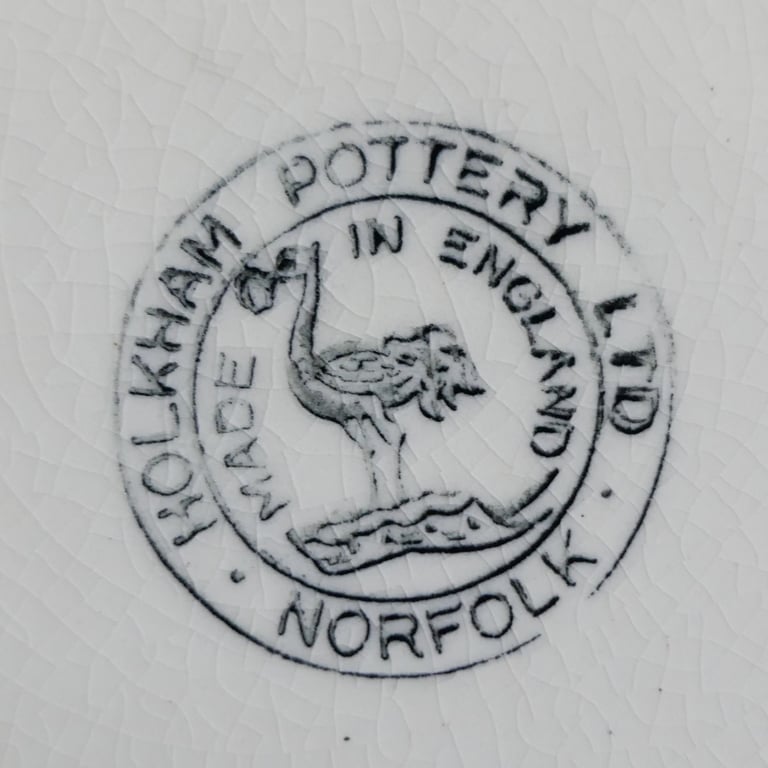 HOLKHAM POTTERY LTD
NORFOLK
MADE IN ENGLAND